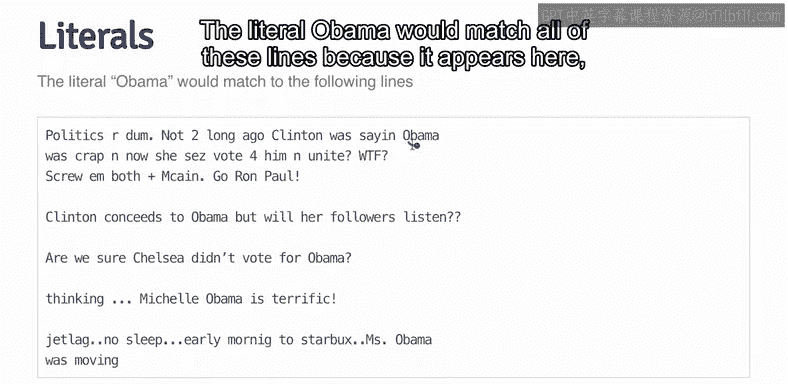 Literals
The literal Obama would match all of
these lines because it appears here,
The literal “Obama” would match to the following lines
Politics r dum. Not 2 long ago Clinton was sayin Obama
was crap n now she sez vote 4 him n unite? WTF?
Screw em both + Mcain. Go Ron Paul!
Clinton conceeds to Obama but will her followers listen??
Are we sure Chelsea didn’t vote for Obama?
thinking ... Michelle Obama is terrific!
jetlag..no sleep...early mornig to starbux..Ms. Obama
was moving